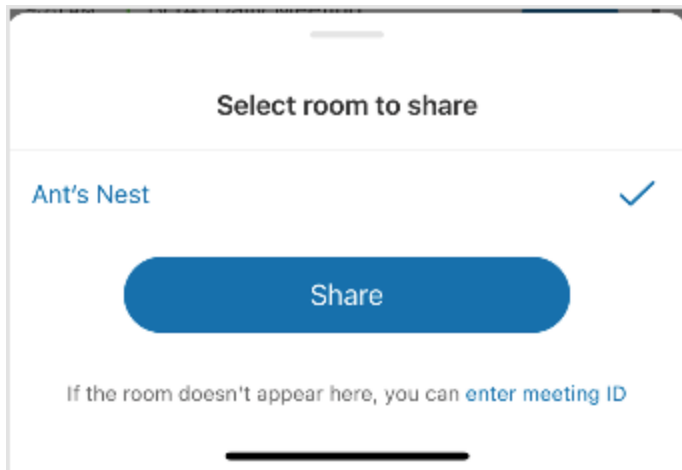 Select room to share
Ant's Nest
Share
If the room doesn't appear here, you can enter meeting ID